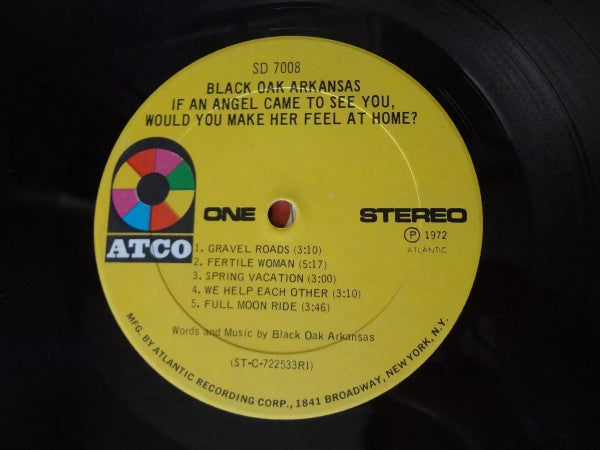 SD 7008
BLACK OAK ARKANSAS
IF AN ANGEL CAME TO SEE YOU,
WOULD YOU MAKE HER FEEL AT HOME?
ATCO
ONE
STEREO
Ⓟ 1972
ATLANTIC
1. GRAVEL ROADS (3:10)
2. FERTILE WOMAN (5:17)
3. SPRING VACATION (3:00)
4. WE HELP EACH OTHER (3:10)
5. FULL MOON RIDE (3:46)
Words and Music by Black Oak Arkansas
(ST-C-722533RI)
MFG. BY ATLANTIC RECORDING CORP., 1841 BROADWAY, NEW YORK, N.Y.